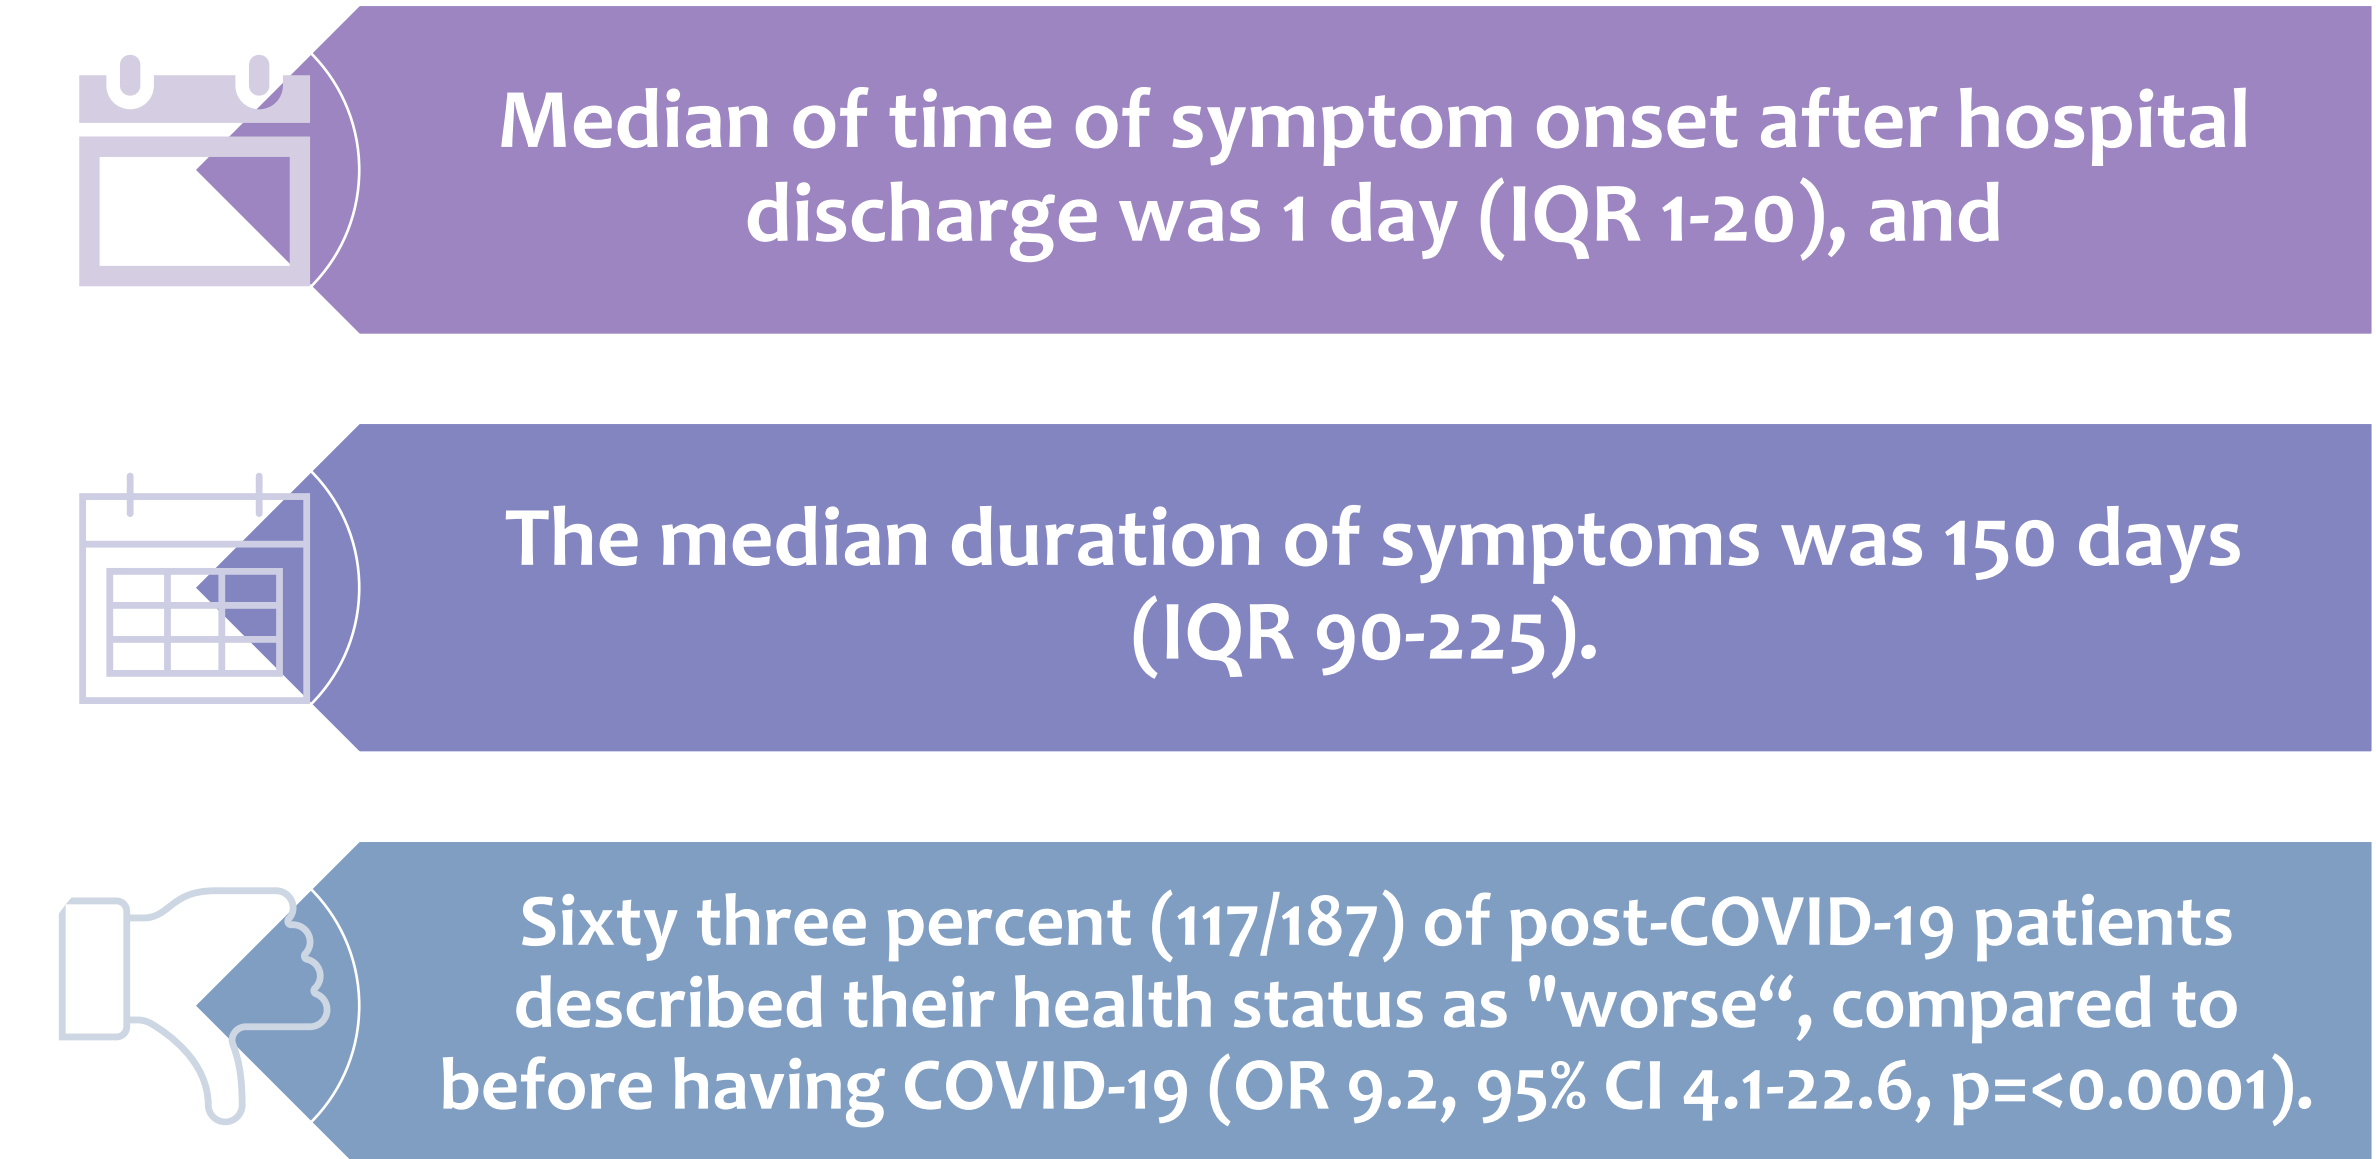 Median of time of symptom onset after hospital
discharge was 1 day (IQR 1-20), and
The median duration of symptoms was 150 days
(IQR 90-225).
Sixty three percent (117/187) of post-COVID-19 patients
described their health status as "worse“, compared to
before having COVID-19 (OR 9.2, 95% CI 4.1-22.6, p=<0.0001).